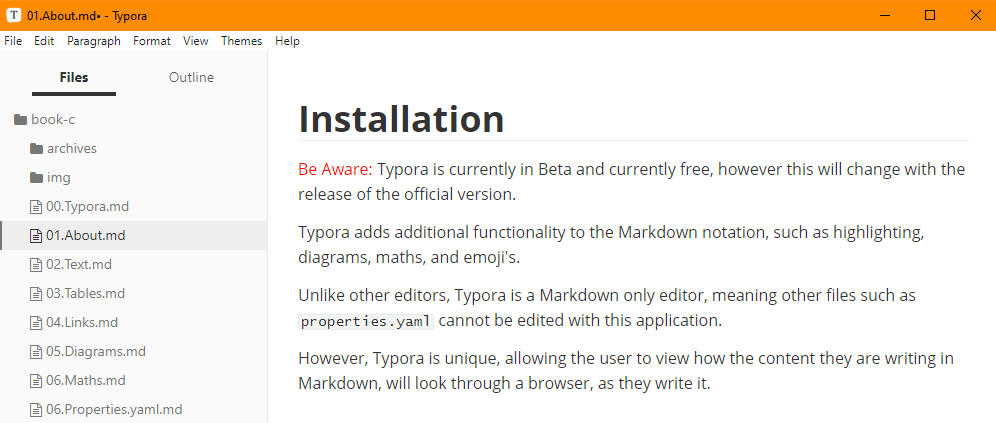 01.About.md• - Typora
File Edit Paragraph Format View Themes Help
Files Outline
book-c
archives
img
00.Typora.md
01.About.md
02.Text.md
03.Tables.md
04.Links.md
05.Diagrams.md
06.Maths.md
06.Properties.yaml.md
Installation
Be Aware: Typora is currently in Beta and currently free, however this will change with the
release of the official version.
Typora adds additional functionality to the Markdown notation, such as highlighting,
diagrams, maths, and emoji's.
Unlike other editors, Typora is a Markdown only editor, meaning other files such as
properties.yaml cannot be edited with this application.
However, Typora is unique, allowing the user to view how the content they are writing in
Markdown, will look through a browser, as they write it.